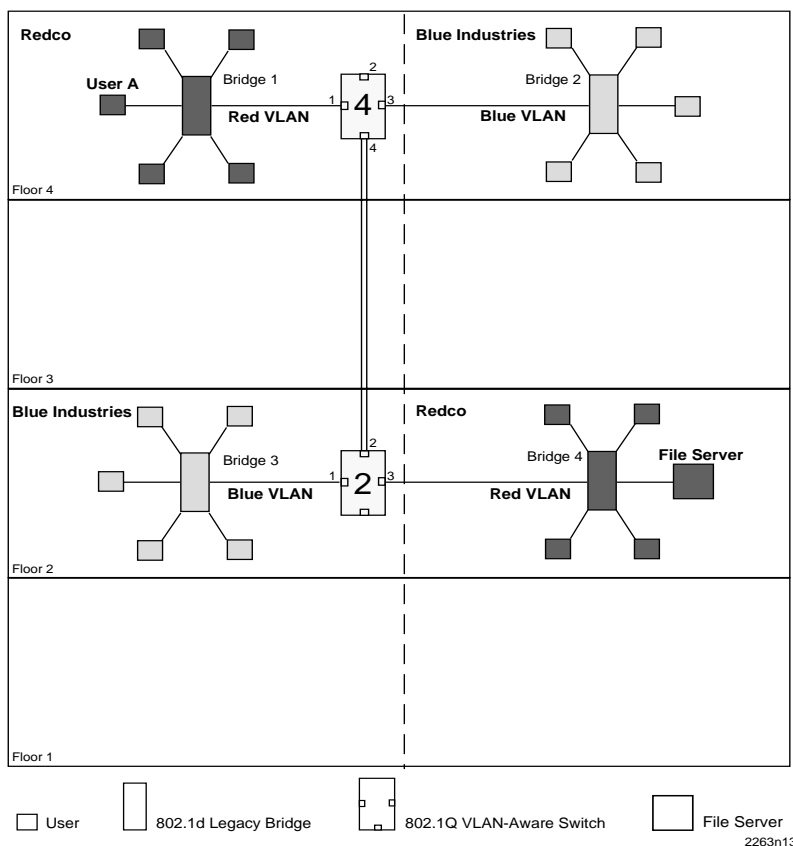 Redco
Blue Industries
User A
Bridge 1
Red VLAN
1
2
4
3
4
Bridge 2
Blue VLAN
Floor 4
Floor 3
Blue Industries
Redco
Bridge 3
Blue VLAN
1
2
2
3
Bridge 4
Red VLAN
File Server
Floor 2
Floor 1
User
802.1d Legacy Bridge
802.1Q VLAN-Aware Switch
File Server